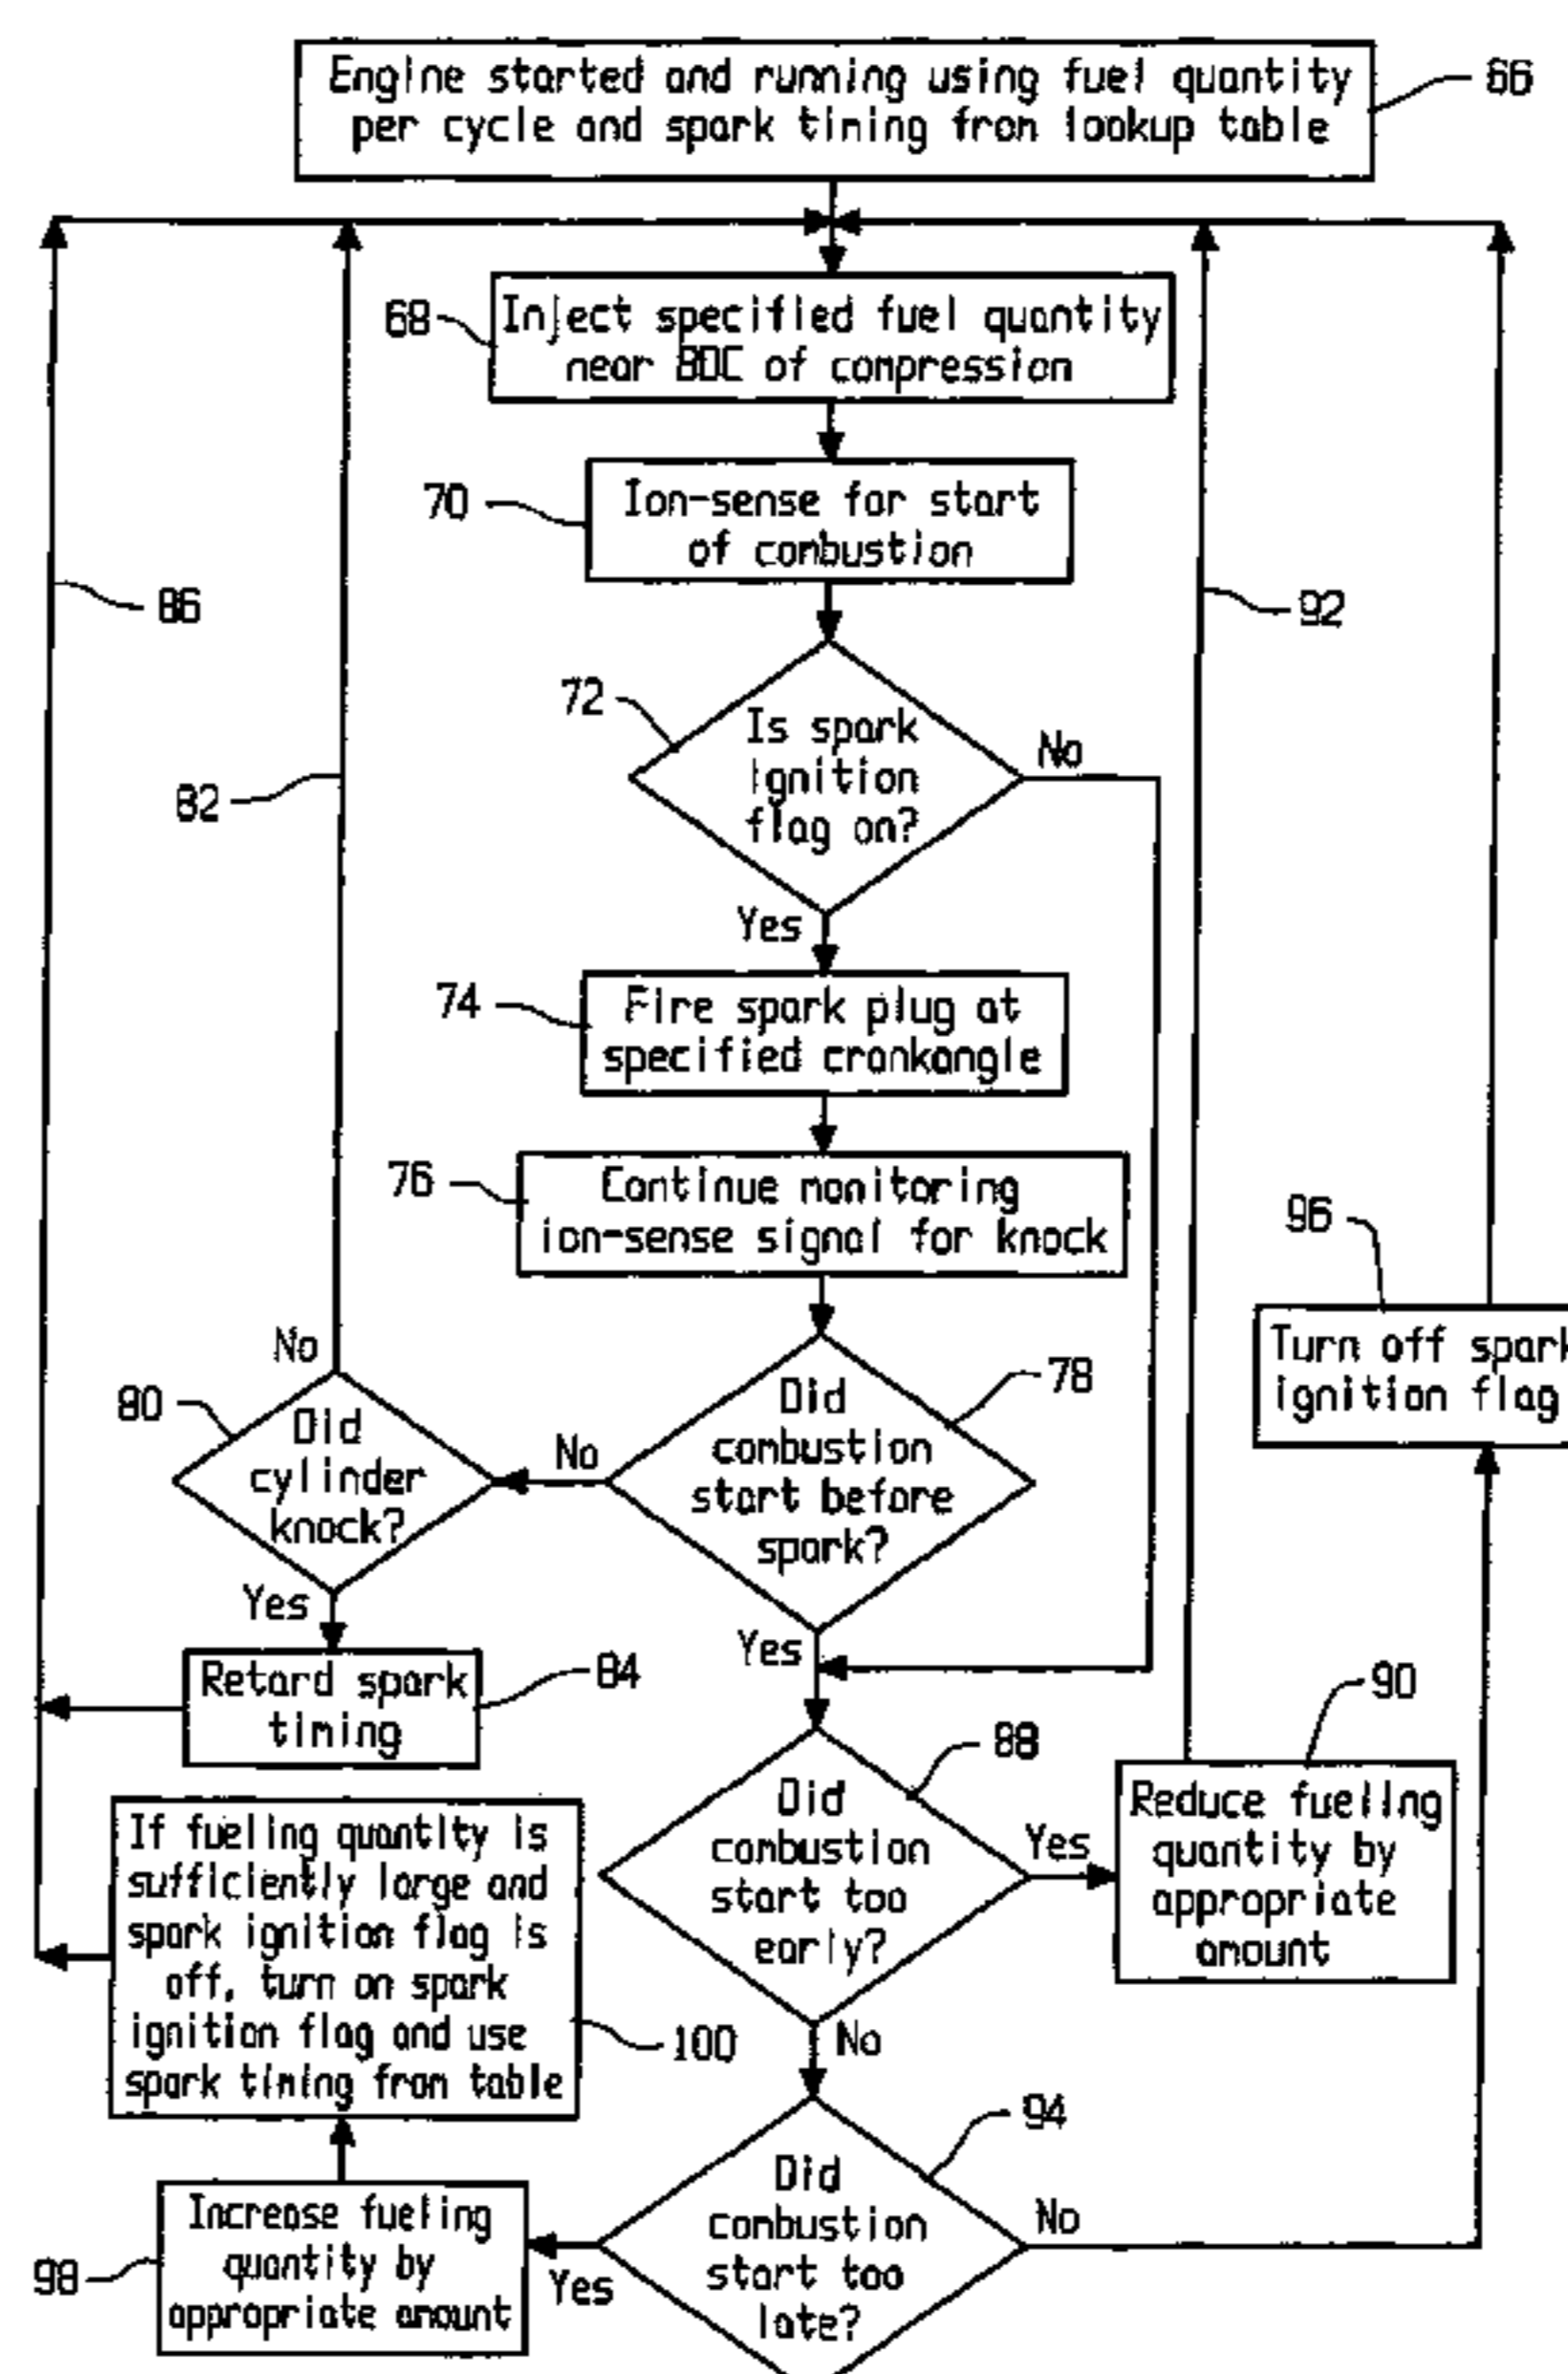 Engine started and running using fuel quantity
per cycle and spark timing from lookup table
66
68
Inject specified fuel quantity
near BDC of compression
70
Ion-sense for start
of combustion
86
92
72
Is spark
ignition
flag on?
No
82
Yes
74
Fire spark plug at
specified crankangle
76
Continue monitoring
ion-sense signal for knock
96
Turn off spark
ignition flag
No
80
Did
cylinder
knock?
No
78
Did
combustion
start before
spark?
Yes
Yes
Retard spark
timing
84
90
88
Did
combustion
start too
early?
Yes
Reduce fueling
quantity by
appropriate
amount
If fueling quantity is
sufficiently large and
spark ignition flag is
off, turn on spark
ignition flag and use
spark timing from table
100
No
94
Did
combustion
start too
late?
No
Yes
98
Increase fueling
quantity by
appropriate amount